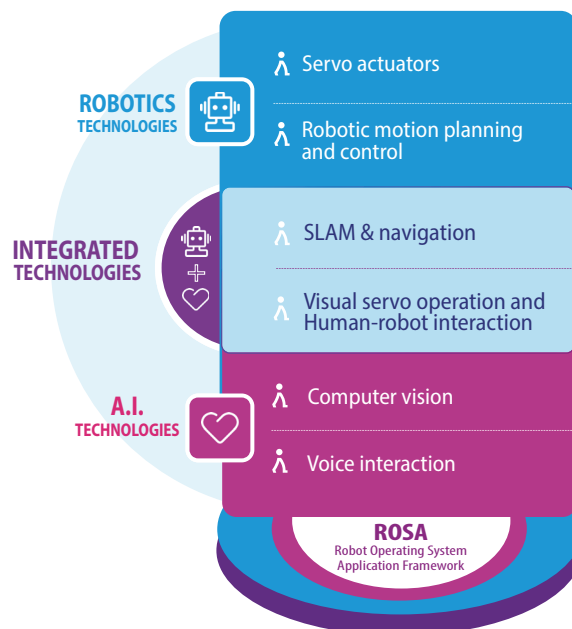 ROBOTICS
TECHNOLOGIES
Servo actuators
Robotic motion planning
and control
INTEGRATED
TECHNOLOGIES
SLAM & navigation
Visual servo operation and
Human-robot interaction
A.I.
TECHNOLOGIES
Computer vision
Voice interaction
ROSA
Robot Operating System
Application Framework